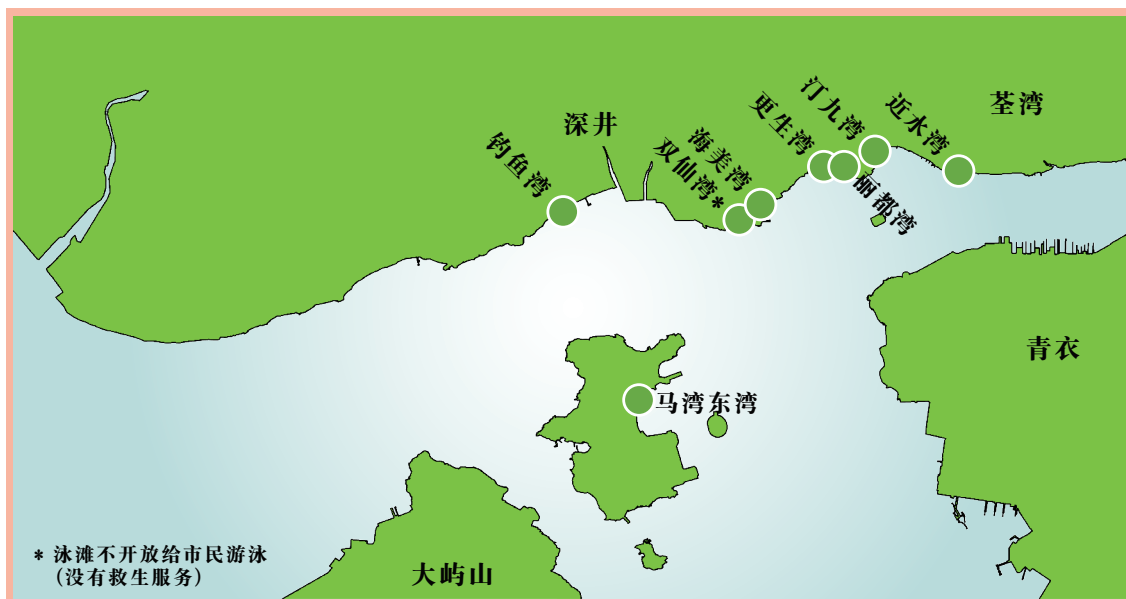 荃湾
近水湾
汀九湾
更生湾
丽都湾
海美湾
双仙湾*
深井
钓鱼湾
青衣
马湾东湾
大屿山
* 泳滩不开放给市民游泳
（没有救生服务）